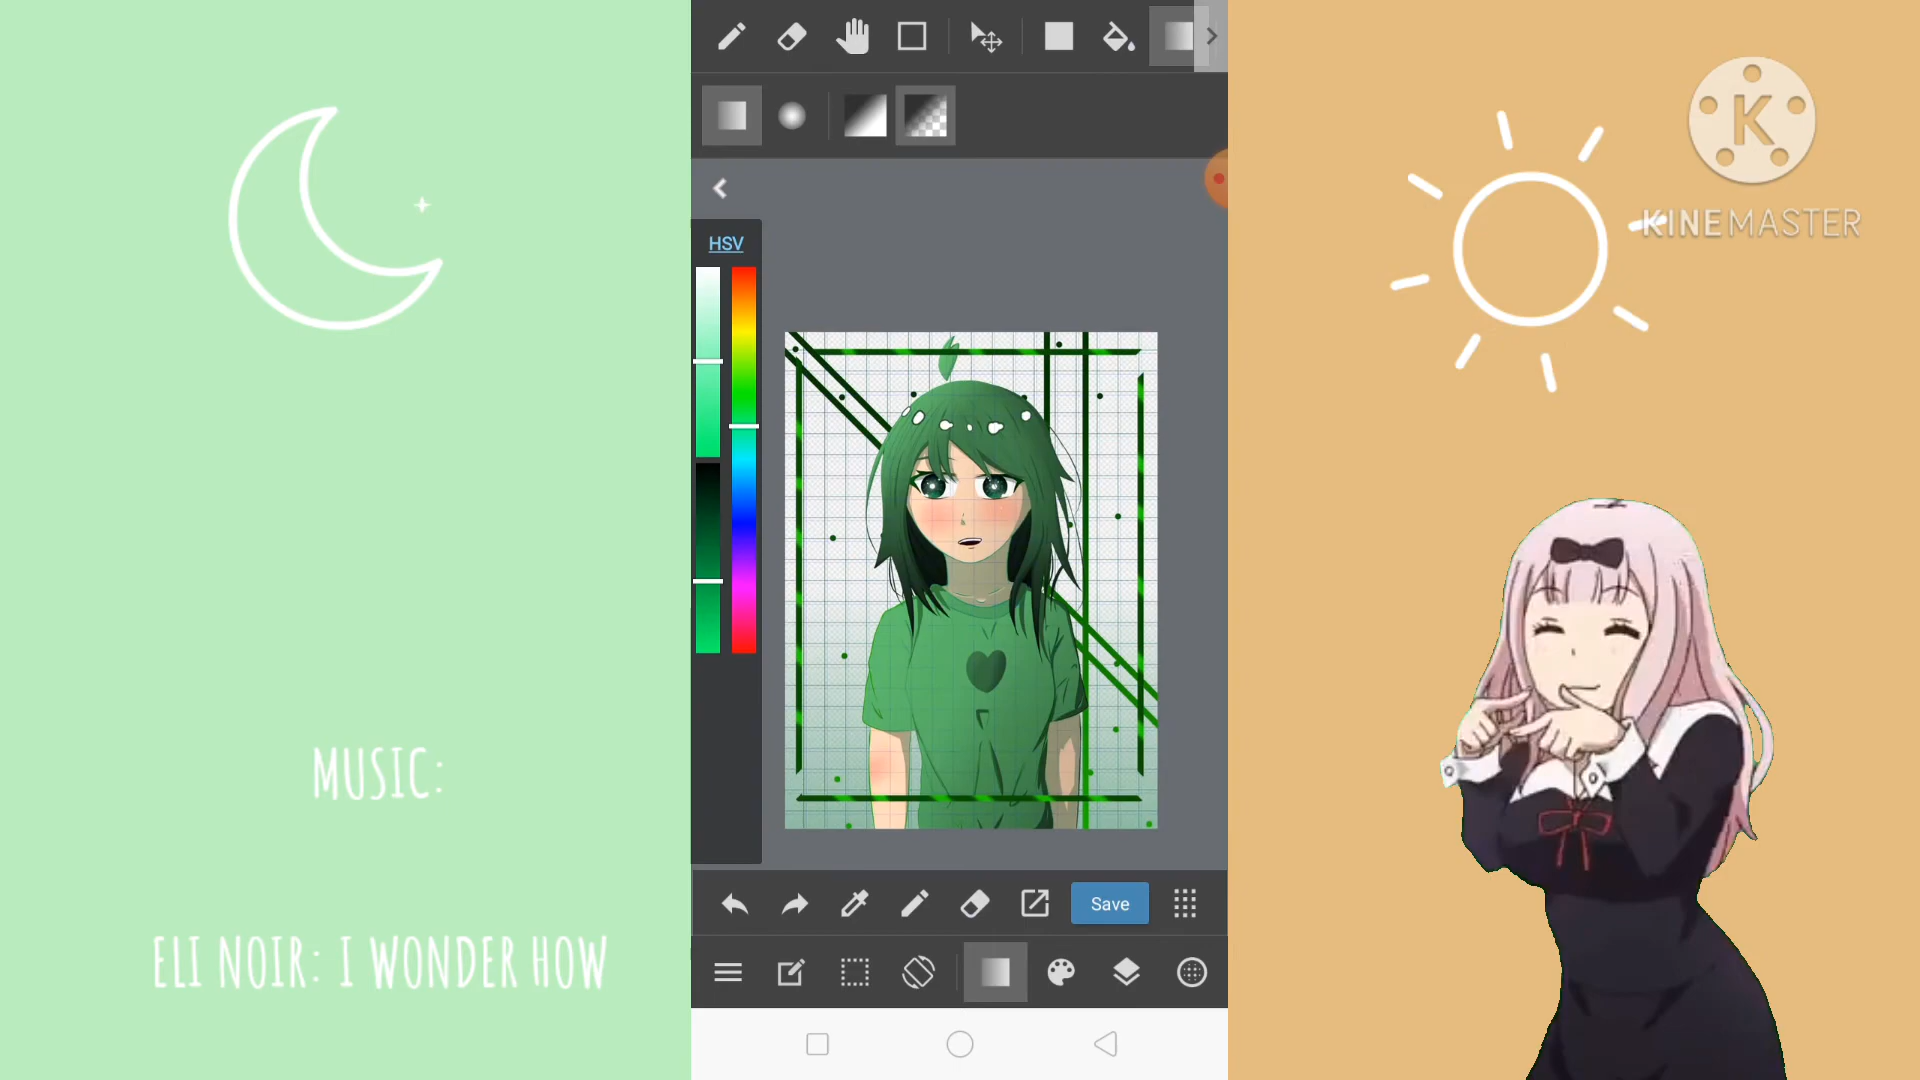 K
KINEMASTER
HSV
MUSIC:
Save
ELI NOIR: I WONDER HOW